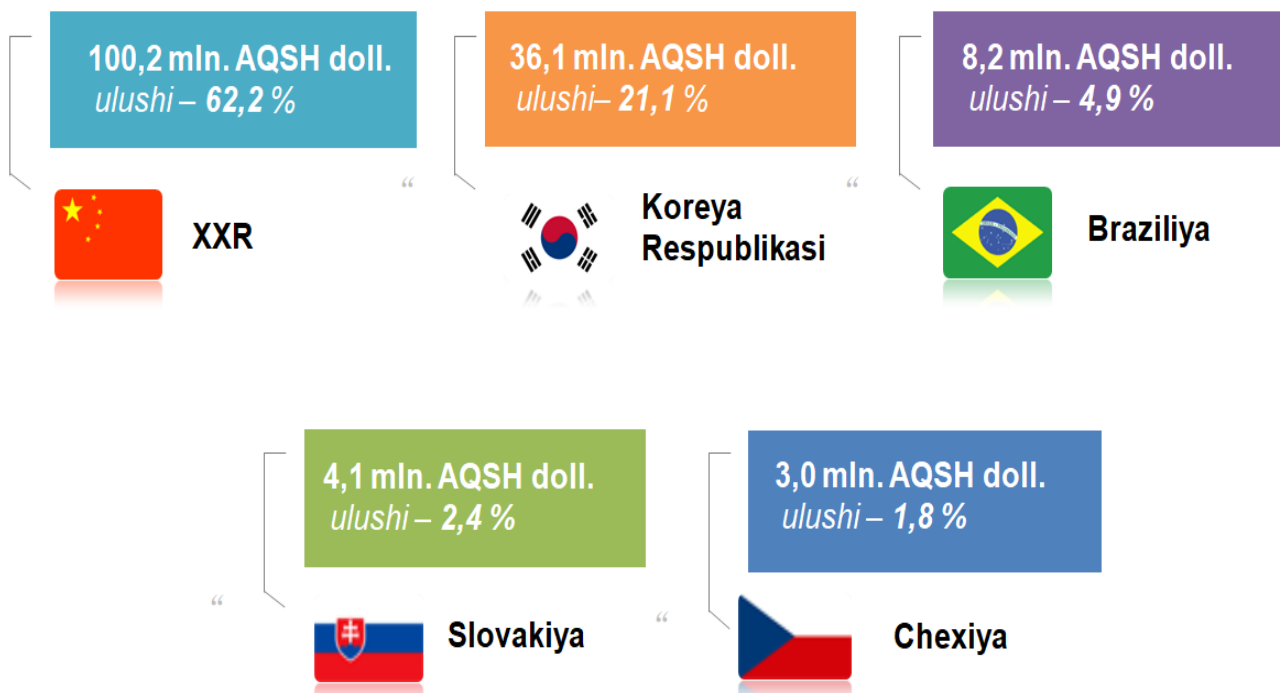 100,2 mln. AQSH doll.
ulushi – 62,2 %
36,1 mln. AQSH doll.
ulushi– 21,1 %
8,2 mln. AQSH doll.
ulushi – 4,9 %
“
“
XXR
Koreya
Respublikasi
Braziliya
4,1 mln. AQSH doll.
ulushi – 2,4 %
3,0 mln. AQSH doll.
ulushi – 1,8 %
“
“
Slovakiya
Chexiya